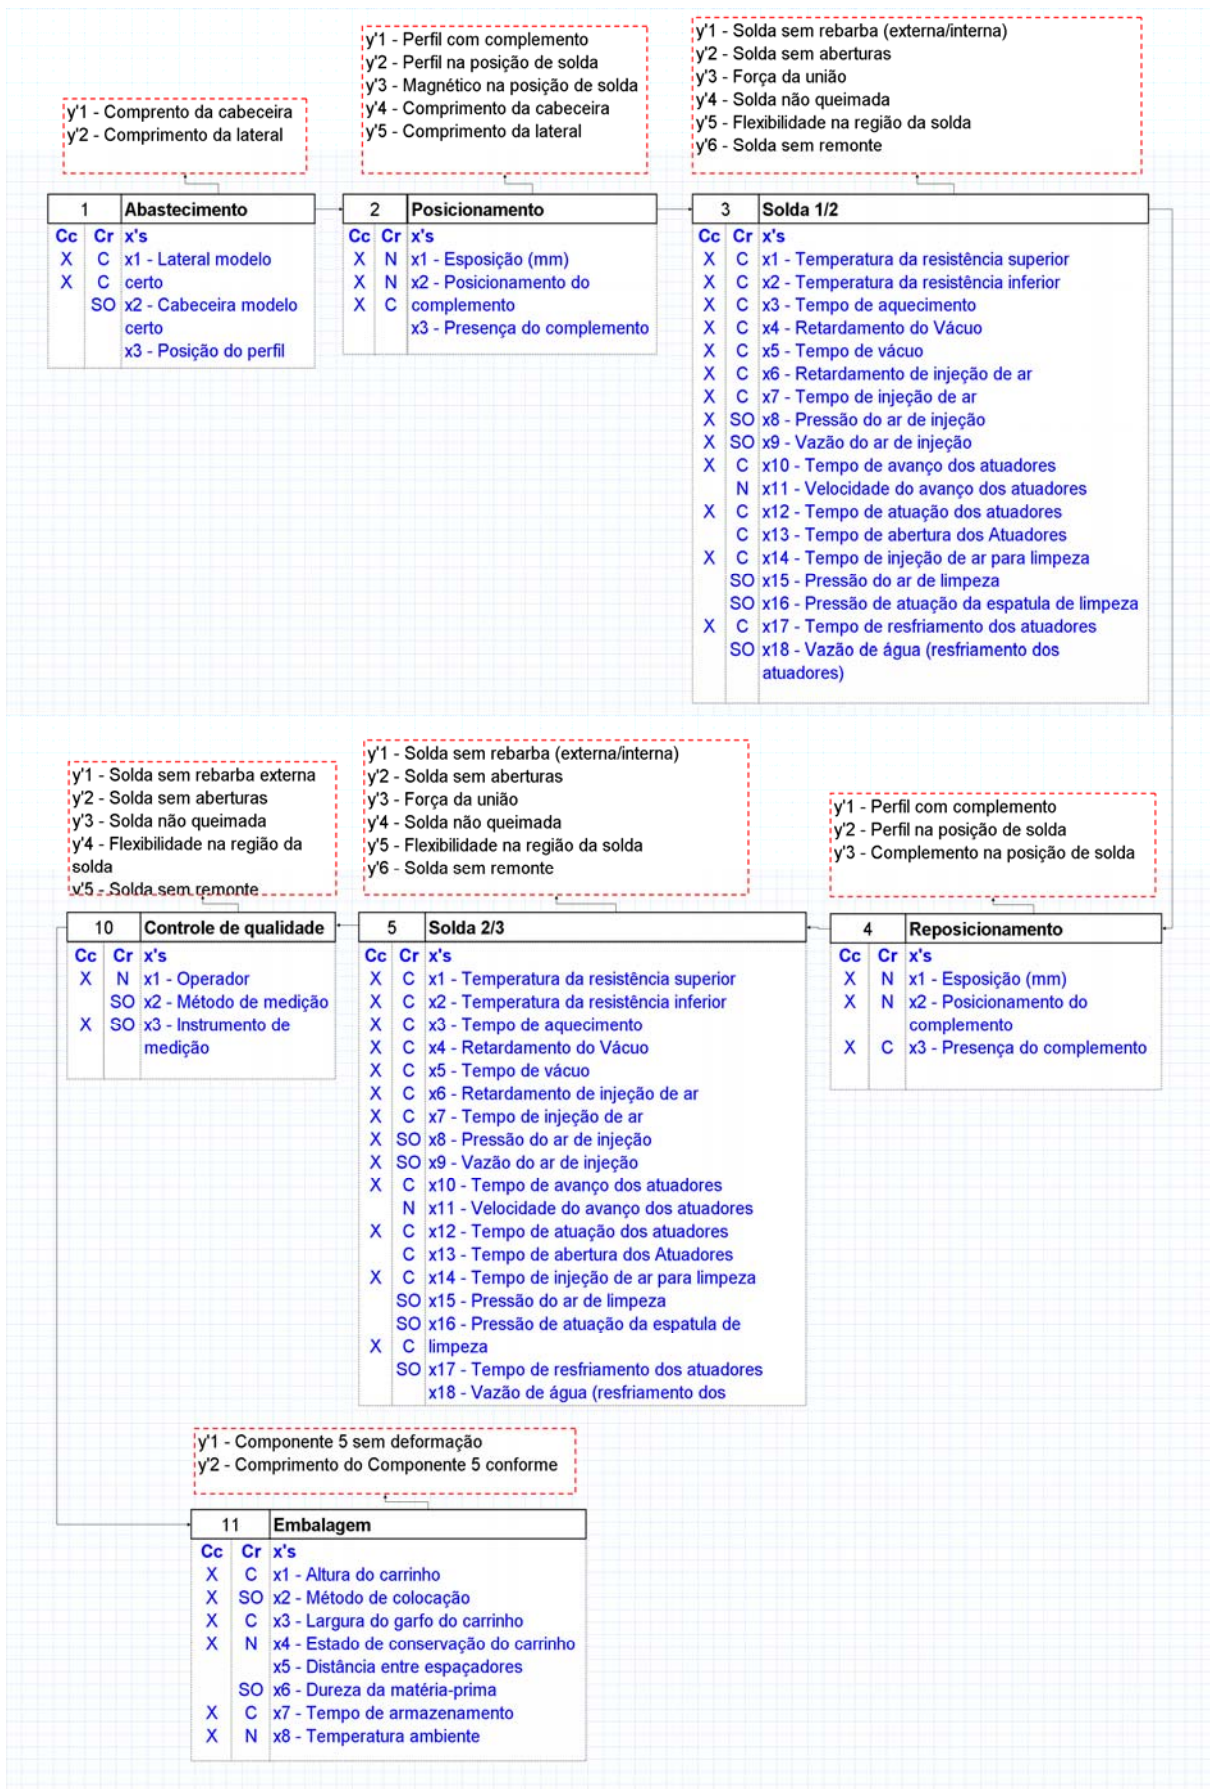 y'1 - Comprento da cabeceira
y'2 - Comprimento da lateral
1 Abastecimento
Cc Cr x's
X C x1 - Lateral modelo
X C certo
SO x2 - Cabeceira modelo
certo
x3 - Posição do perfil
y'1 - Perfil com complemento
y'2 - Perfil na posição de solda
y'3 - Magnético na posição de solda
y'4 - Comprimento da cabeceira
y'5 - Comprimento da lateral
2 Posicionamento
Cc Cr x's
X N x1 - Esposição (mm)
X N x2 - Posicionamento do
X C complemento
x3 - Presença do complemento
y'1 - Solda sem rebarba (externa/interna)
y'2 - Solda sem aberturas
y'3 - Força da união
y'4 - Solda não queimada
y'5 - Flexibilidade na região da solda
y'6 - Solda sem remonte
3 Solda 1/2
Cc Cr x's
X C x1 - Temperatura da resistência superior
X C x2 - Temperatura da resistência inferior
X C x3 - Tempo de aquecimento
X C x4 - Retardamento do Vácuo
X C x5 - Tempo de vácuo
X C x6 - Retardamento de injeção de ar
X C x7 - Tempo de injeção de ar
X SO x8 - Pressão do ar de injeção
X SO x9 - Vazão do ar de injeção
X C x10 - Tempo de avanço dos atuadores
N x11 - Velocidade do avanço dos atuadores
X C x12 - Tempo de atuação dos atuadores
C x13 - Tempo de abertura dos Atuadores
X C x14 - Tempo de injeção de ar para limpeza
SO x15 - Pressão do ar de limpeza
SO x16 - Pressão de atuação da espatula de limpeza
X C x17 - Tempo de resfriamento dos atuadores
SO x18 - Vazão de água (resfriamento dos
atuadores)
y'1 - Perfil com complemento
y'2 - Perfil na posição de solda
y'3 - Complemento na posição de solda
4 Reposicionamento
Cc Cr x's
X N x1 - Esposição (mm)
X N x2 - Posicionamento do
complemento
X C x3 - Presença do complemento
y'1 - Solda sem rebarba (externa/interna)
y'2 - Solda sem aberturas
y'3 - Força da união
y'4 - Solda não queimada
y'5 - Flexibilidade na região da solda
y'6 - Solda sem remonte
5 Solda 2/3
Cc Cr x's
X C x1 - Temperatura da resistência superior
X C x2 - Temperatura da resistência inferior
X C x3 - Tempo de aquecimento
X C x4 - Retardamento do Vácuo
X C x5 - Tempo de vácuo
X C x6 - Retardamento de injeção de ar
X C x7 - Tempo de injeção de ar
X SO x8 - Pressão do ar de injeção
X SO x9 - Vazão do ar de injeção
X C x10 - Tempo de avanço dos atuadores
N x11 - Velocidade do avanço dos atuadores
X C x12 - Tempo de atuação dos atuadores
C x13 - Tempo de abertura dos Atuadores
X C x14 - Tempo de injeção de ar para limpeza
SO x15 - Pressão do ar de limpeza
SO x16 - Pressão de atuação da espatula de
X C limpeza
SO x17 - Tempo de resfriamento dos atuadores
x18 - Vazão de água (resfriamento dos
y'1 - Solda sem rebarba externa
y'2 - Solda sem aberturas
y'3 - Solda não queimada
y'4 - Flexibilidade na região da
solda
y'5 - Solda sem remonte
10 Controle de qualidade
Cc Cr x's
X N x1 - Operador
SO x2 - Método de medição
X SO x3 - Instrumento de
medição
y'1 - Componente 5 sem deformação
y'2 - Comprimento do Componente 5 conforme
11 Embalagem
Cc Cr x's
X C x1 - Altura do carrinho
X SO x2 - Método de colocação
X C x3 - Largura do garfo do carrinho
X N x4 - Estado de conservação do carrinho
x5 - Distância entre espaçadores
SO x6 - Dureza da matéria-prima
X C x7 - Tempo de armazenamento
X N x8 - Temperatura ambiente